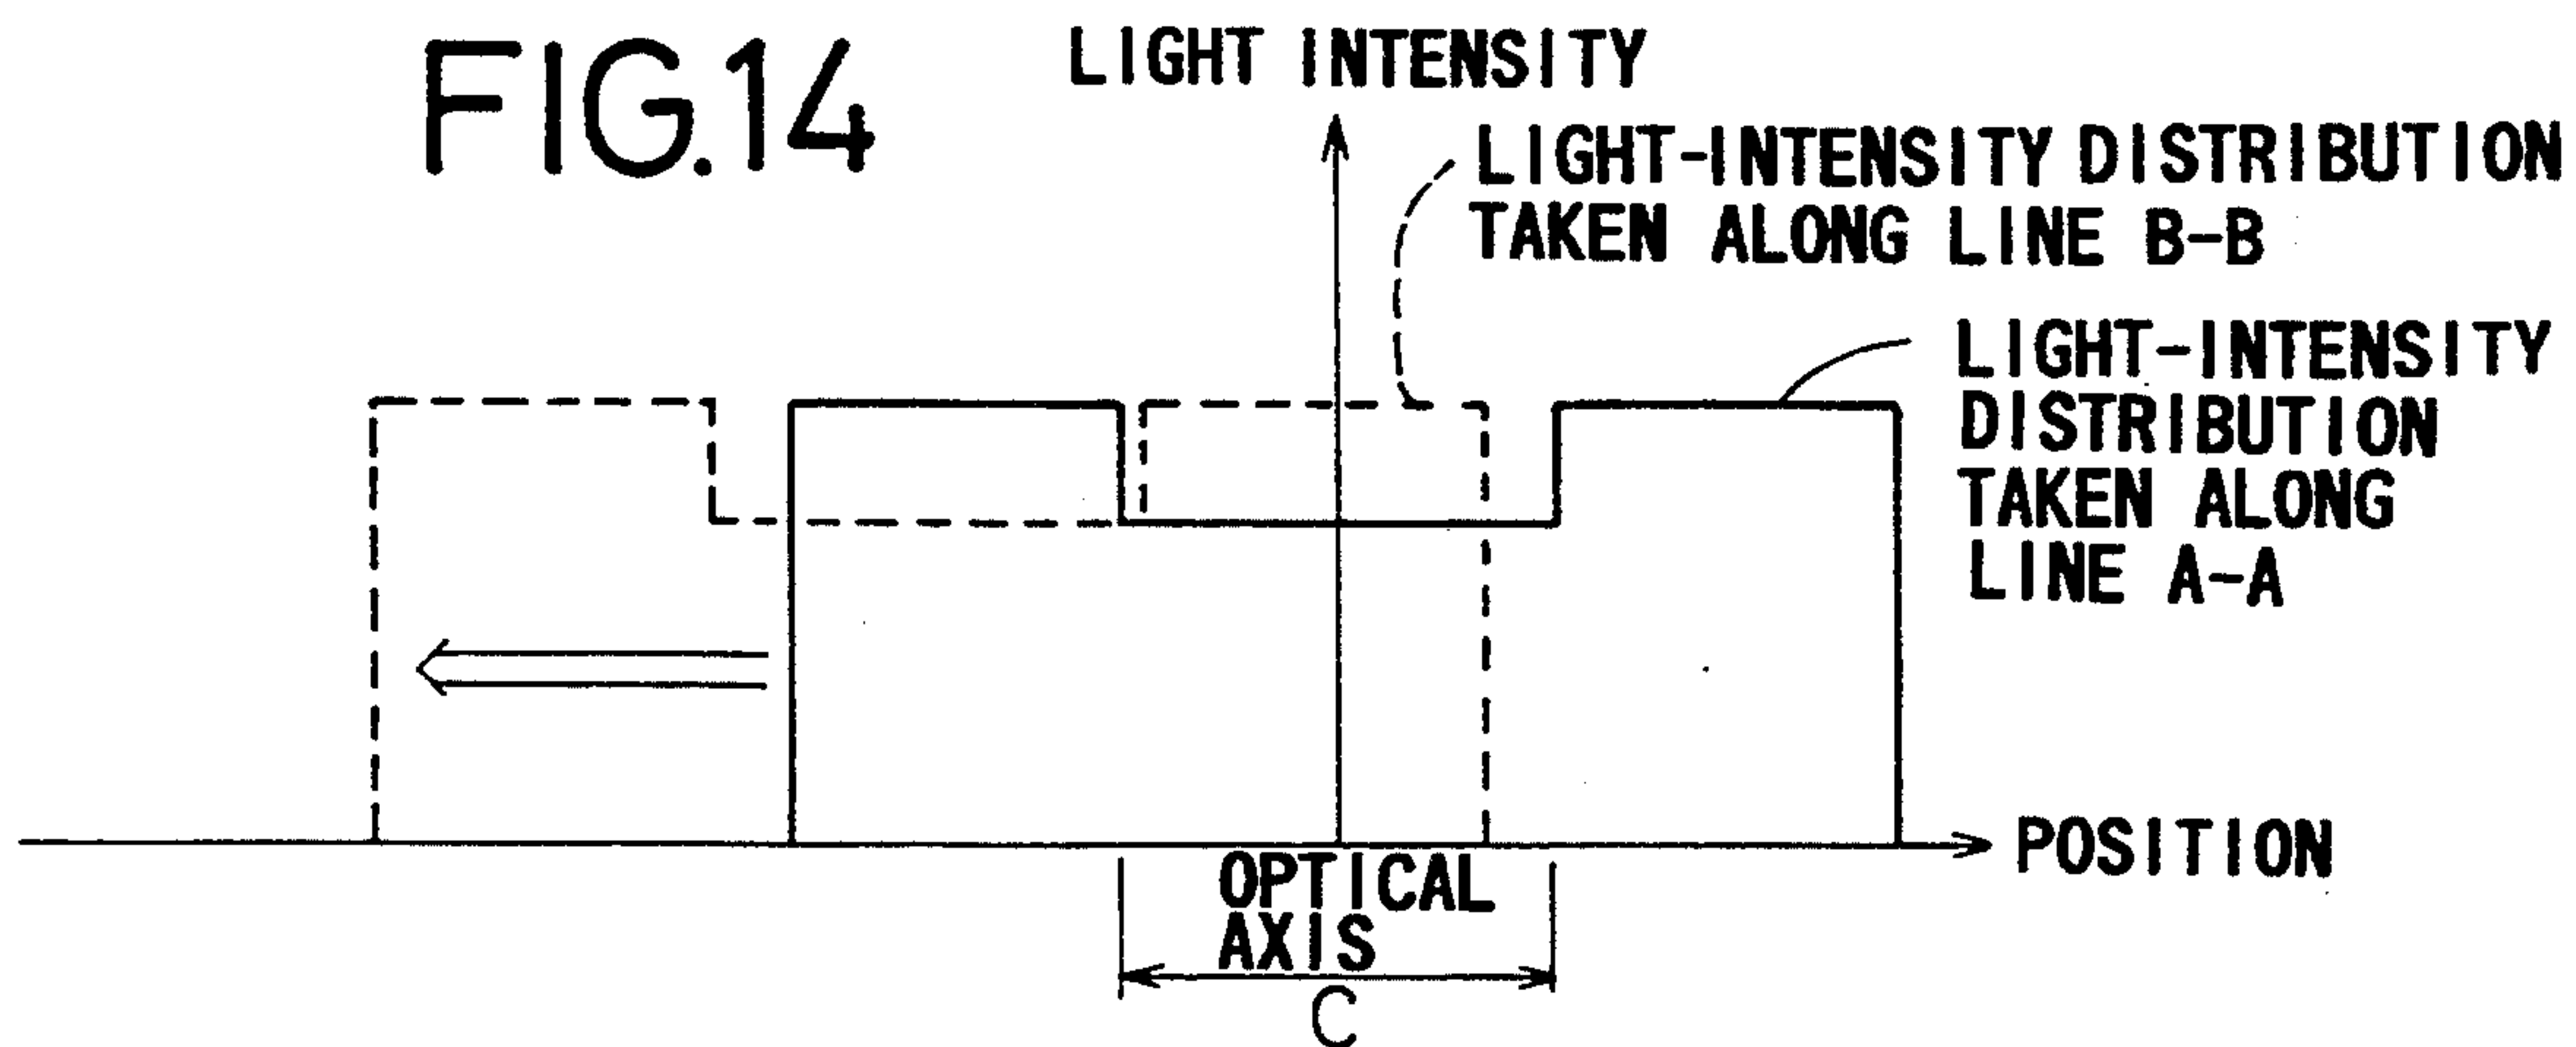 FIG.14
LIGHT INTENSITY
LIGHT-INTENSITY DISTRIBUTION
TAKEN ALONG LINE B-B
LIGHT-INTENSITY
DISTRIBUTION
TAKEN ALONG
LINE A-A
POSITION
OPTICAL
AXIS
C